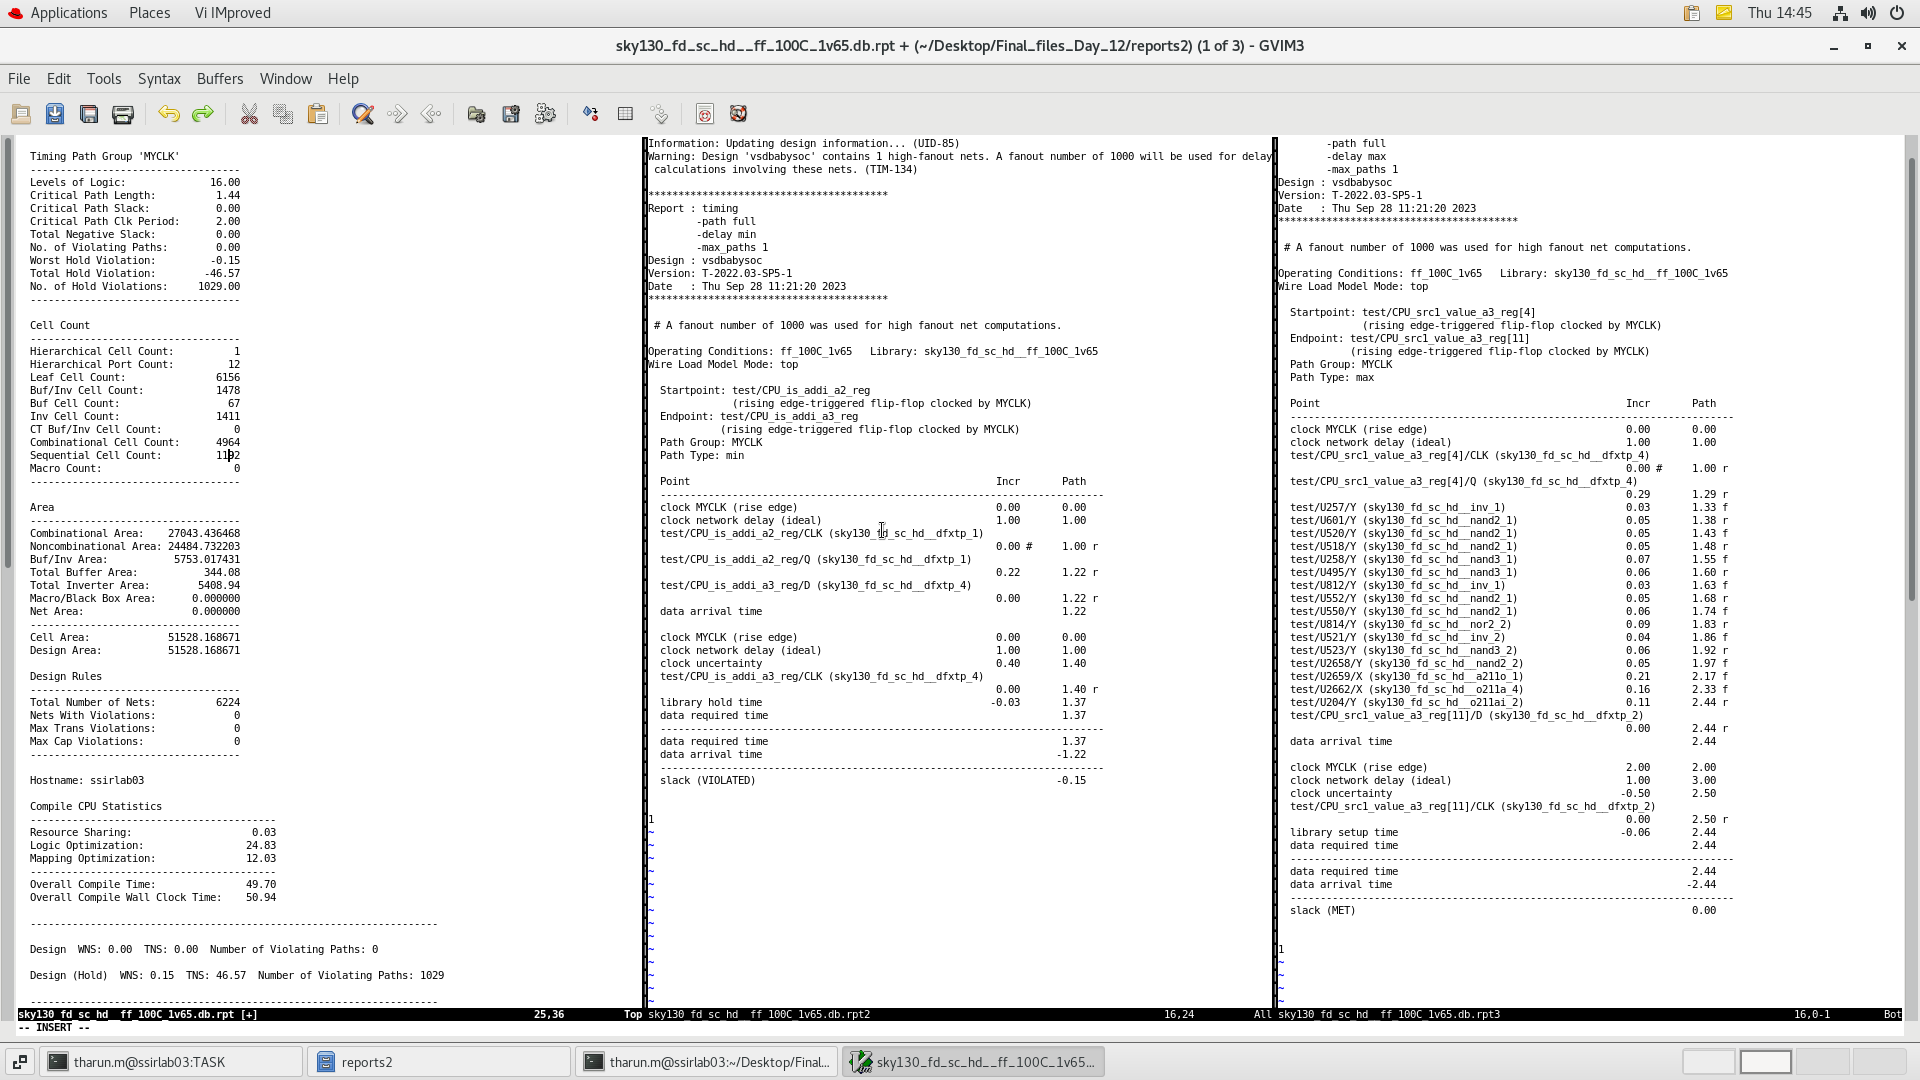 Applications Places Vi IMproved Thu 14:45
sky130_fd_sc_hd__ff_100C_1v65.db.rpt + (~/Desktop/Final_files_Day_12/reports2) (1 of 3) - GVIM3
File Edit Tools Syntax Buffers Window Help
Timing Path Group 'MYCLK'
-----------------------------------
Levels of Logic: 16.00
Critical Path Length: 1.44
Critical Path Slack: 0.00
Critical Path Clk Period: 2.00
Total Negative Slack: 0.00
No. of Violating Paths: 0.00
Worst Hold Violation: -0.15
Total Hold Violation: -46.57
No. of Hold Violations: 1029.00
-----------------------------------
Cell Count
-----------------------------------
Hierarchical Cell Count: 1
Hierarchical Port Count: 12
Leaf Cell Count: 6156
Buf/Inv Cell Count: 1478
Buf Cell Count: 67
Inv Cell Count: 1411
CT Buf/Inv Cell Count: 0
Combinational Cell Count: 4964
Sequential Cell Count: 1192
Macro Count: 0
-----------------------------------
Area
-----------------------------------
Combinational Area: 27043.436468
Noncombinational Area: 24484.732203
Buf/Inv Area: 5753.017431
Total Buffer Area: 344.08
Total Inverter Area: 5408.94
Macro/Black Box Area: 0.000000
Net Area: 0.000000
-----------------------------------
Cell Area: 51528.168671
Design Area: 51528.168671
Design Rules
-----------------------------------
Total Number of Nets: 6224
Nets With Violations: 0
Max Trans Violations: 0
Max Cap Violations: 0
-----------------------------------
Hostname: ssirlab03
Compile CPU Statistics
-----------------------------------------
Resource Sharing: 0.03
Logic Optimization: 24.83
Mapping Optimization: 12.03
-----------------------------------------
Overall Compile Time: 49.70
Overall Compile Wall Clock Time: 50.94
--------------------------------------------------------------------
Design WNS: 0.00 TNS: 0.00 Number of Violating Paths: 0
Design (Hold) WNS: 0.15 TNS: 46.57 Number of Violating Paths: 1029
--------------------------------------------------------------------
sky130_fd_sc_hd__ff_100C_1v65.db.rpt [+] 25,36 Top
-- INSERT --
Information: Updating design information... (UID-85)
Warning: Design 'vsdbabysoc' contains 1 high-fanout nets. A fanout number of 1000 will be used for delay
calculations involving these nets. (TIM-134)
****************************************
Report : timing
-path full
-delay min
-max_paths 1
Design : vsdbabysoc
Version: T-2022.03-SP5-1
Date : Thu Sep 28 11:21:20 2023
****************************************
# A fanout number of 1000 was used for high fanout net computations.
Operating Conditions: ff_100C_1v65 Library: sky130_fd_sc_hd__ff_100C_1v65
Wire Load Model Mode: top
Startpoint: test/CPU_is_addi_a2_reg
(rising edge-triggered flip-flop clocked by MYCLK)
Endpoint: test/CPU_is_addi_a3_reg
(rising edge-triggered flip-flop clocked by MYCLK)
Path Group: MYCLK
Path Type: min
Point Incr Path
--------------------------------------------------------------------------
clock MYCLK (rise edge) 0.00 0.00
clock network delay (ideal) 1.00 1.00
test/CPU_is_addi_a2_reg/CLK (sky130_fd_sc_hd__dfxtp_1)
0.00 # 1.00 r
test/CPU_is_addi_a2_reg/Q (sky130_fd_sc_hd__dfxtp_1)
0.22 1.22 r
test/CPU_is_addi_a3_reg/D (sky130_fd_sc_hd__dfxtp_4)
0.00 1.22 r
data arrival time 1.22
clock MYCLK (rise edge) 0.00 0.00
clock network delay (ideal) 1.00 1.00
clock uncertainty 0.40 1.40
test/CPU_is_addi_a3_reg/CLK (sky130_fd_sc_hd__dfxtp_4)
0.00 1.40 r
library hold time -0.03 1.37
data required time 1.37
--------------------------------------------------------------------------
data required time 1.37
data arrival time -1.22
--------------------------------------------------------------------------
slack (VIOLATED) -0.15
1
~
~
~
~
~
~
~
~
~
~
~
~
~
~
sky130_fd_sc_hd__ff_100C_1v65.db.rpt2 16,24 All
-path full
-delay max
-max_paths 1
Design : vsdbabysoc
Version: T-2022.03-SP5-1
Date : Thu Sep 28 11:21:20 2023
****************************************
# A fanout number of 1000 was used for high fanout net computations.
Operating Conditions: ff_100C_1v65 Library: sky130_fd_sc_hd__ff_100C_1v65
Wire Load Model Mode: top
Startpoint: test/CPU_src1_value_a3_reg[4]
(rising edge-triggered flip-flop clocked by MYCLK)
Endpoint: test/CPU_src1_value_a3_reg[11]
(rising edge-triggered flip-flop clocked by MYCLK)
Path Group: MYCLK
Path Type: max
Point Incr Path
--------------------------------------------------------------------------
clock MYCLK (rise edge) 0.00 0.00
clock network delay (ideal) 1.00 1.00
test/CPU_src1_value_a3_reg[4]/CLK (sky130_fd_sc_hd__dfxtp_4)
0.00 # 1.00 r
test/CPU_src1_value_a3_reg[4]/Q (sky130_fd_sc_hd__dfxtp_4)
0.29 1.29 r
test/U257/Y (sky130_fd_sc_hd__inv_1) 0.03 1.33 f
test/U601/Y (sky130_fd_sc_hd__nand2_1) 0.05 1.38 r
test/U520/Y (sky130_fd_sc_hd__nand2_1) 0.05 1.43 f
test/U518/Y (sky130_fd_sc_hd__nand2_1) 0.05 1.48 r
test/U258/Y (sky130_fd_sc_hd__nand3_1) 0.07 1.55 f
test/U495/Y (sky130_fd_sc_hd__nand3_1) 0.06 1.60 r
test/U812/Y (sky130_fd_sc_hd__inv_1) 0.03 1.63 f
test/U552/Y (sky130_fd_sc_hd__nand2_1) 0.05 1.68 r
test/U550/Y (sky130_fd_sc_hd__nand2_1) 0.06 1.74 f
test/U814/Y (sky130_fd_sc_hd__nor2_2) 0.09 1.83 r
test/U521/Y (sky130_fd_sc_hd__inv_2) 0.04 1.86 f
test/U523/Y (sky130_fd_sc_hd__nand3_2) 0.06 1.92 r
test/U2658/Y (sky130_fd_sc_hd__nand2_2) 0.05 1.97 f
test/U2659/X (sky130_fd_sc_hd__a211o_1) 0.21 2.17 f
test/U2662/X (sky130_fd_sc_hd__o211a_4) 0.16 2.33 f
test/U204/Y (sky130_fd_sc_hd__o211ai_2) 0.11 2.44 r
test/CPU_src1_value_a3_reg[11]/D (sky130_fd_sc_hd__dfxtp_2)
0.00 2.44 r
data arrival time 2.44
clock MYCLK (rise edge) 2.00 2.00
clock network delay (ideal) 1.00 3.00
clock uncertainty -0.50 2.50
test/CPU_src1_value_a3_reg[11]/CLK (sky130_fd_sc_hd__dfxtp_2)
0.00 2.50 r
library setup time -0.06 2.44
data required time 2.44
--------------------------------------------------------------------------
data required time 2.44
data arrival time -2.44
--------------------------------------------------------------------------
slack (MET) 0.00
1
~
~
~
~
sky130_fd_sc_hd__ff_100C_1v65.db.rpt3 16,0-1 Bot
tharun.m@ssirlab03:TASK reports2 tharun.m@ssirlab03:~/Desktop/Final... sky130_fd_sc_hd__ff_100C_1v65...